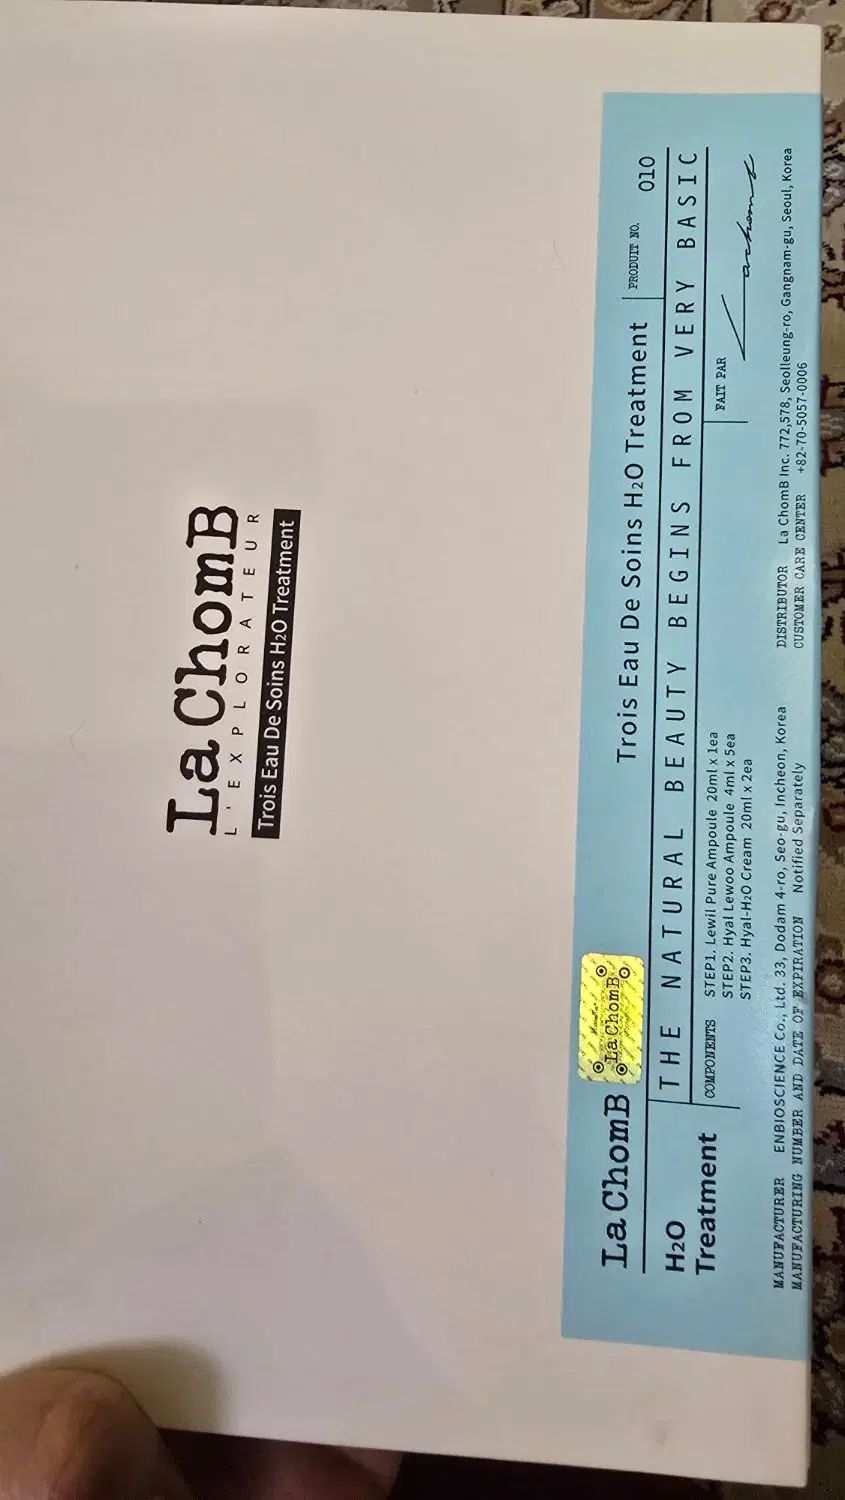 La ChomB
L'EXPLORATEUR
Trois Eau De Soins H2O Treatment
La ChomB
La ChomB
Trois Eau De Soins H2O Treatment
PRODUIT NO.
010
H2O
Treatment
THE NATURAL BEAUTY BEGINS FROM VERY BASIC
COMPONENTS
STEP1. Lewil Pure Ampoule 20ml x 1ea
STEP2. Hyal Lewoo Ampoule 4ml x 5ea
STEP3. Hyal-H2O Cream 20ml x 2ea
FAIT PAR
Lachomb
MANUFACTURER ENBIOSCIENCE Co., Ltd. 33, Dodam 4-ro, Seo-gu, Incheon, Korea
MANUFACTURING NUMBER AND DATE OF EXPIRATION Notified Separately
DISTRIBUTOR La ChomB Inc. 772,578, Seolleung-ro, Gangnam-gu, Seoul, Korea
CUSTOMER CARE CENTER +82-70-5057-0006